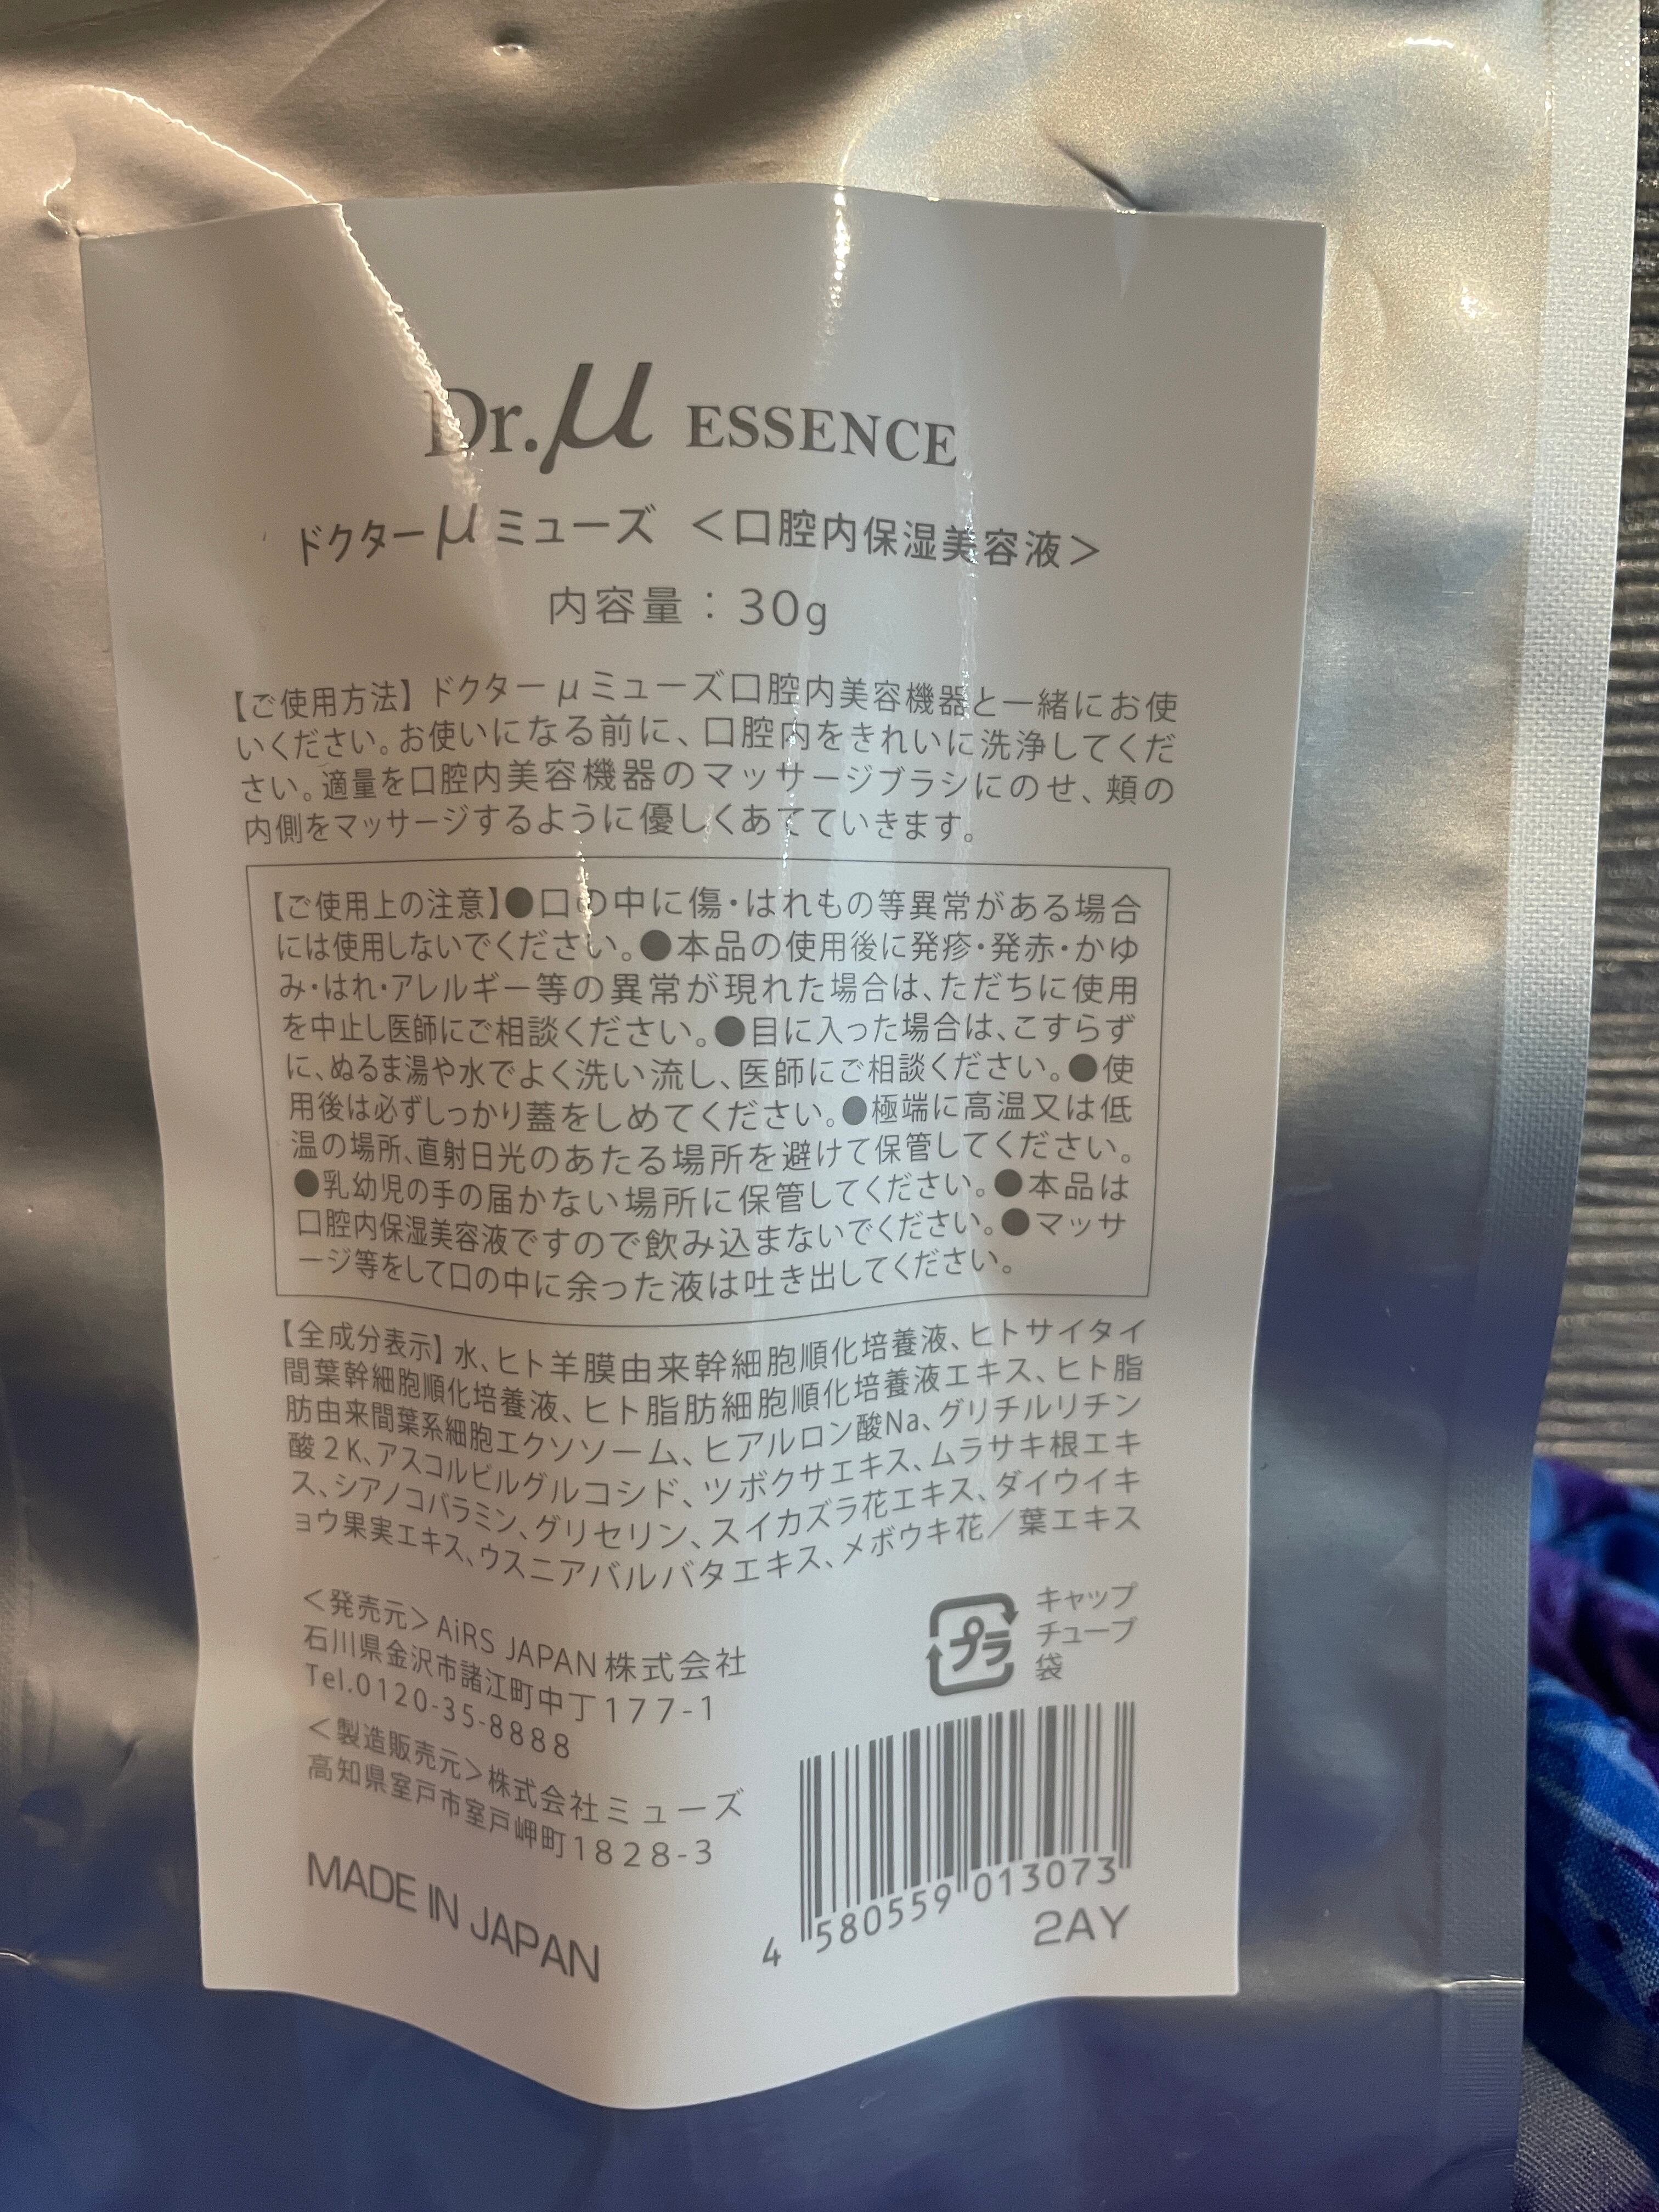 Dr.μ ESSENCE
ドクターμミューズ ＜口腔内保湿美容液＞
内容量：30g
【ご使用方法】ドクターμミューズ口腔内美容機器と一緒にお使
いください。お使いになる前に、口腔内をきれいに洗浄してくだ
さい。適量を口腔内美容機器のマッサージブラシにのせ、頬の
内側をマッサージするように優しくあてていきます。
【ご使用上の注意】●口の中に傷・はれもの等異常がある場合
には使用しないでください。●本品の使用後に発疹・発赤・かゆ
み・はれ・アレルギー等の異常が現れた場合は、ただちに使用
を中止し医師にご相談ください。●目に入った場合は、こすらず
に、ぬるま湯や水でよく洗い流し、医師にご相談ください。●使
用後は必ずしっかり蓋をしめてください。●極端に高温又は低
温の場所、直射日光のあたる場所を避けて保管してください。
●乳幼児の手の届かない場所に保管してください。●本品は
口腔内保湿美容液ですので飲み込まないでください。●マッサ
ージ等をして口の中に余った液は吐き出してください。
【全成分表示】水、ヒト羊膜由来幹細胞順化培養液、ヒトサイタイ
間葉幹細胞順化培養液、ヒト脂肪細胞順化培養液エキス、ヒト脂
肪由来間葉系細胞エクソソーム、ヒアルロン酸Na、グリチルリチン
酸2K、アスコルビルグルコシド、ツボクサエキス、ムラサキ根エキ
ス、シアノコバラミン、グリセリン、スイカズラ花エキス、ダイウイキ
ョウ果実エキス、ウスニアバルバタエキス、メボウキ花／葉エキス
＜発売元＞AiRS JAPAN株式会社
石川県金沢市諸江町中丁177-1
Tel.0120-35-8888
＜製造販売元＞株式会社ミューズ
高知県室戸市室戸岬町1828-3
MADE IN JAPAN
プラ
キャップ
チューブ
袋
4 580559 013073
2AY